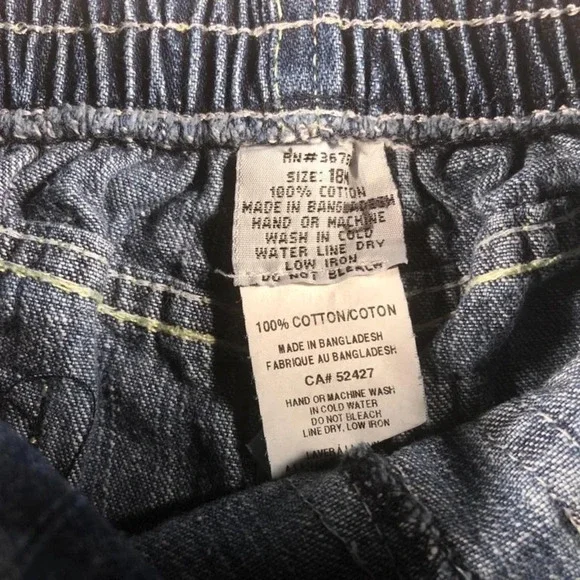 RN#367
SIZE: 18M
100% COTTON
MADE IN BANGLADESH
HAND OR MACHINE
WASH IN COLD
WATER LINE DRY
LOW IRON
DO NOT BLEACH
100% COTTON/COTON
MADE IN BANGLADESH
FABRIQUE AU BANGLADESH
CA# 52427
HAND OR MACHINE WASH
IN COLD WATER
DO NOT BLEACH
LINE DRY, LOW IRON
LAVER À